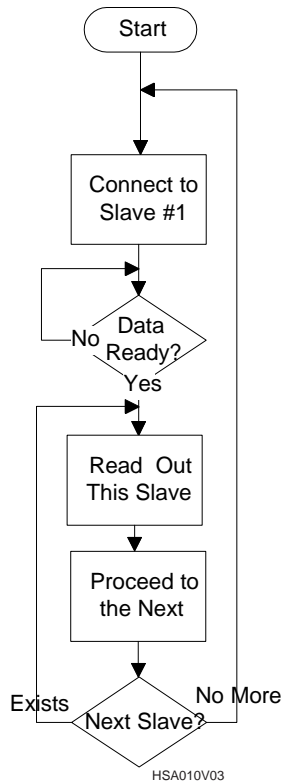 Start
Connect to
Slave #1
Data
No
Ready?
Yes
Read Out
This Slave
Proceed to
the Next
Exists
No More
Next Slave?
HSA010V03